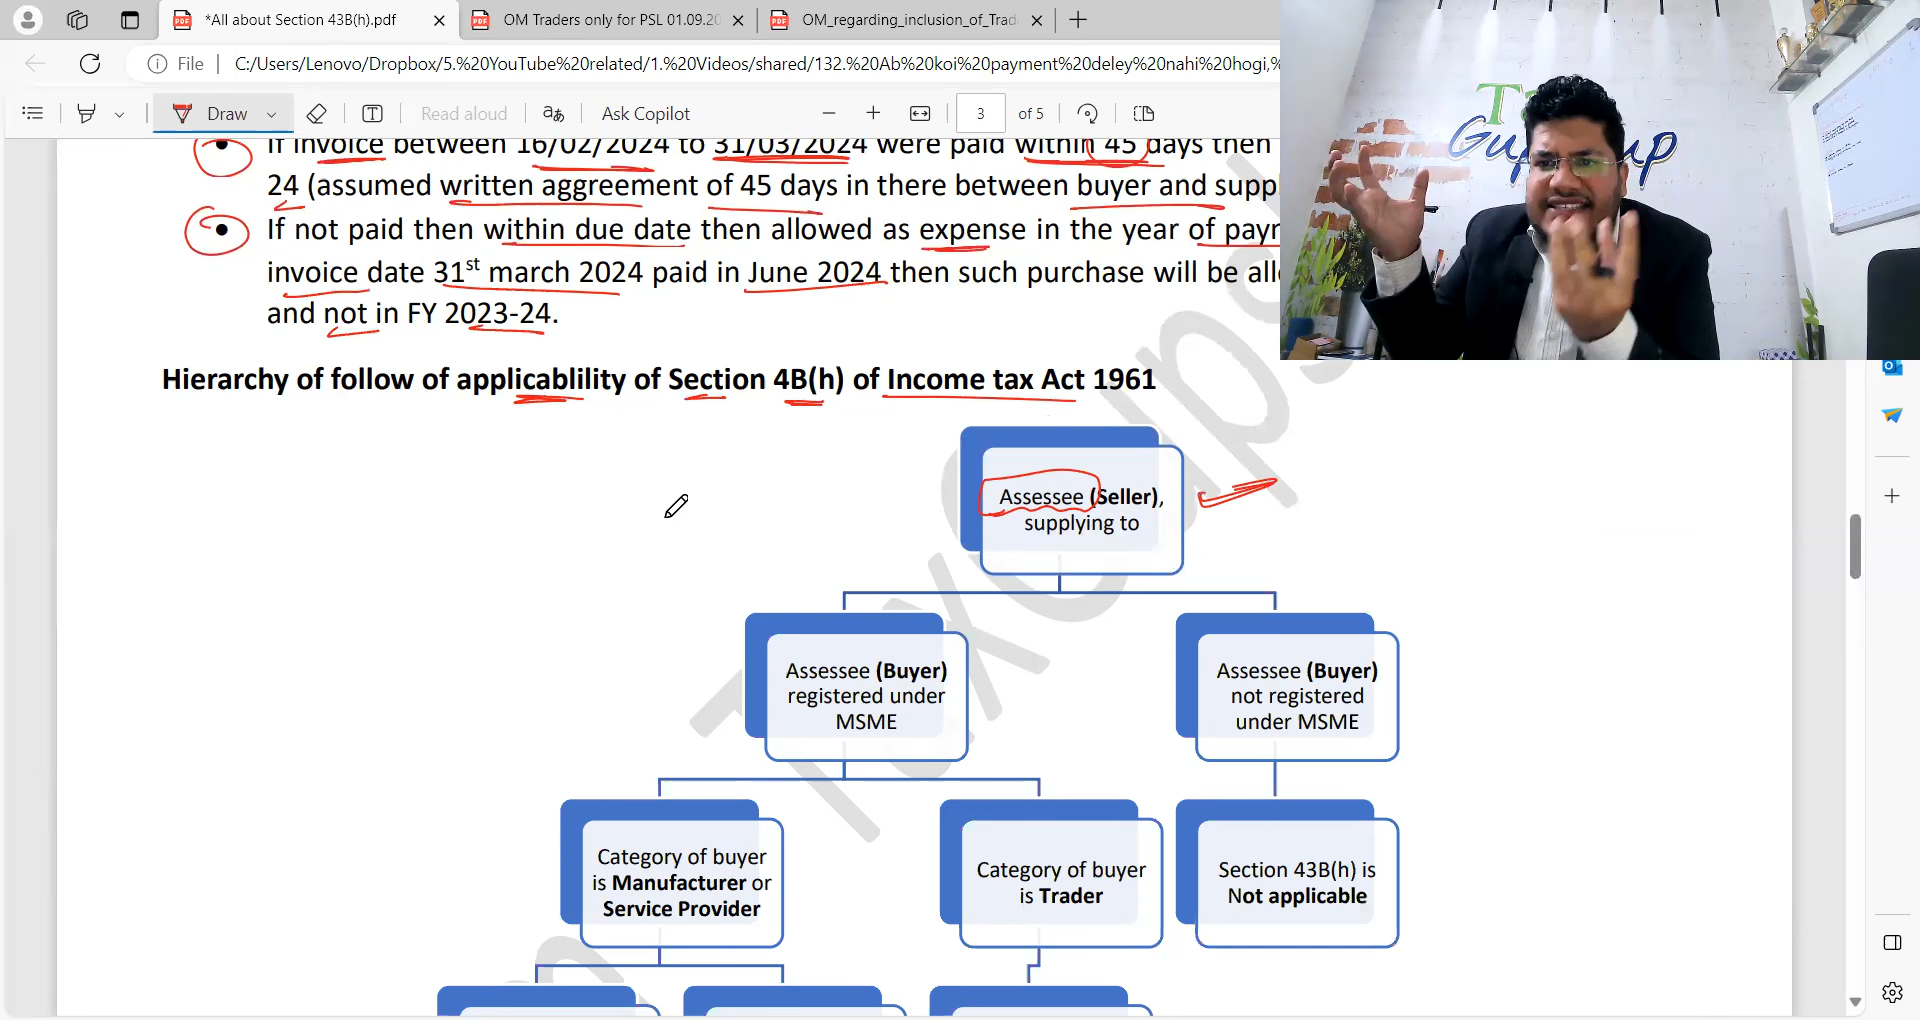 *All about Section 43B(h).pdf
OM Traders only for PSL 01.09.20
OM_regarding_inclusion_of_Trad
File
C:/Users/Lenovo/Dropbox/5.%20YouTube%20related/1.%20Videos/shared/132.%20Ab%20koi%20payment%20deley%20nahi%20hogi,%
Draw
Read aloud
Ask Copilot
3
of 5
If invoice between 16/02/2024 to 31/03/2024 were paid within 45 days then
24 (assumed written aggreement of 45 days in there between buyer and suppl
If not paid then within due date then allowed as expense in the year of payr
invoice date 31st march 2024 paid in June 2024 then such purchase will be all
and not in FY 2023-24.
Hierarchy of follow of applicablility of Section 4B(h) of Income tax Act 1961
Assessee (Seller),
supplying to
Assessee (Buyer)
registered under
MSME
Assessee (Buyer)
not registered
under MSME
Category of buyer
is Manufacturer or
Service Provider
Category of buyer
is Trader
Section 43B(h) is
Not applicable